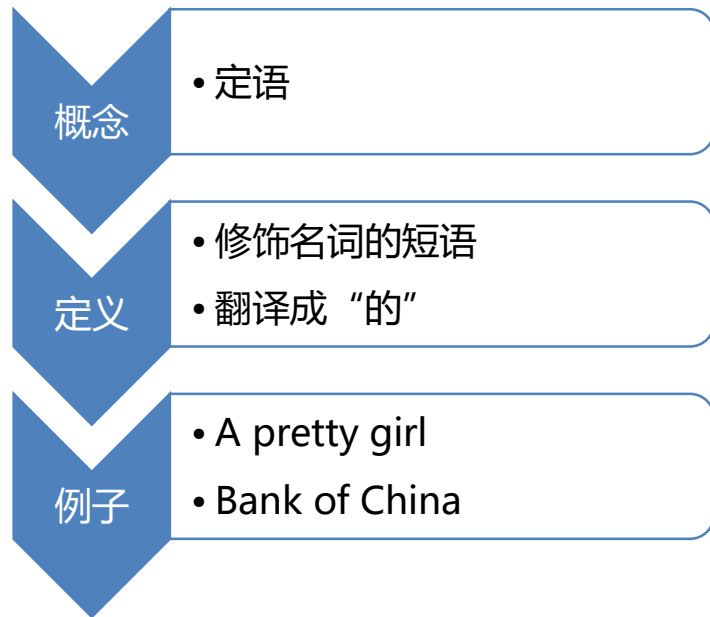 概念
• 定语
定义
• 修饰名词的短语
• 翻译成“的”
例子
• A pretty girl
• Bank of China